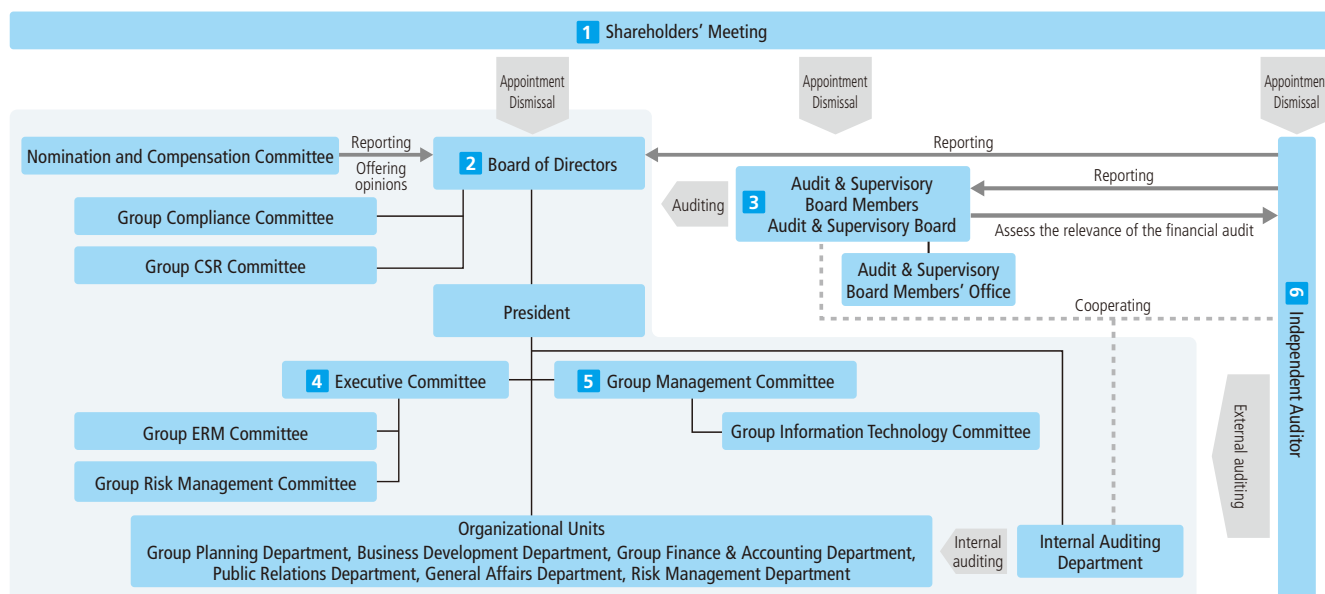 1 Shareholders' Meeting
Appointment
Dismissal
Appointment
Dismissal
Appointment
Dismissal
Nomination and Compensation Committee
Reporting
Offering
opinions
2 Board of Directors
Reporting
Group Compliance Committee
Group CSR Committee
Auditing
3
Audit & Supervisory
Board Members
Audit & Supervisory Board
Reporting
Assess the relevance of the financial audit
Audit & Supervisory
Board Members' Office
Cooperating
6 Independent Auditor
President
4 Executive Committee
5 Group Management Committee
Group ERM Committee
Group Information Technology Committee
Group Risk Management Committee
External auditing
Organizational Units
Group Planning Department, Business Development Department, Group Finance & Accounting Department,
Public Relations Department, General Affairs Department, Risk Management Department
Internal
auditing
Internal Auditing
Department